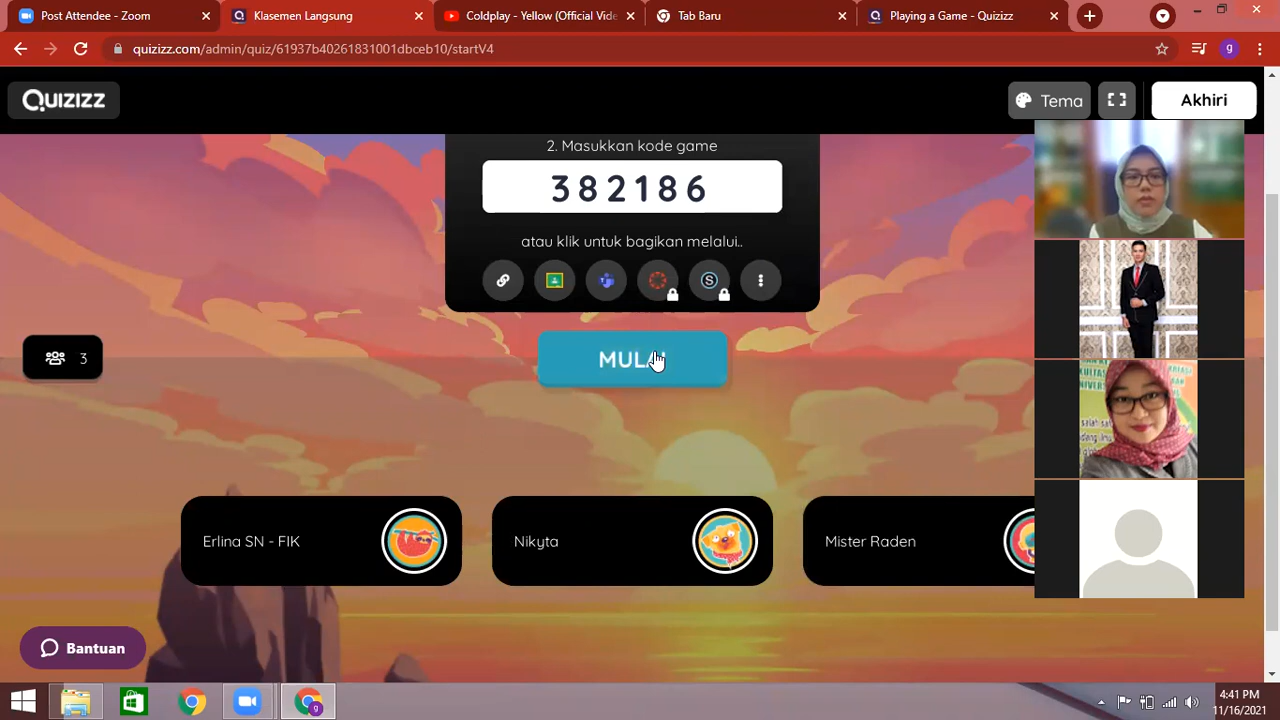 Post Attendee - Zoom
Klasemen Langsung
Coldplay - Yellow (Official Vide
Tab Baru
Playing a Game - Quizizz
quizizz.com/admin/quiz/61937b40261831001dbceb10/startV4
g
QUIZIZZ
Tema
Akhiri
2. Masukkan kode game
382186
atau klik untuk bagikan melalui..
S
3
MULAI
Erlina SN - FIK
Nikyta
Mister Raden
Bantuan
g
4:41 PM
11/16/2021